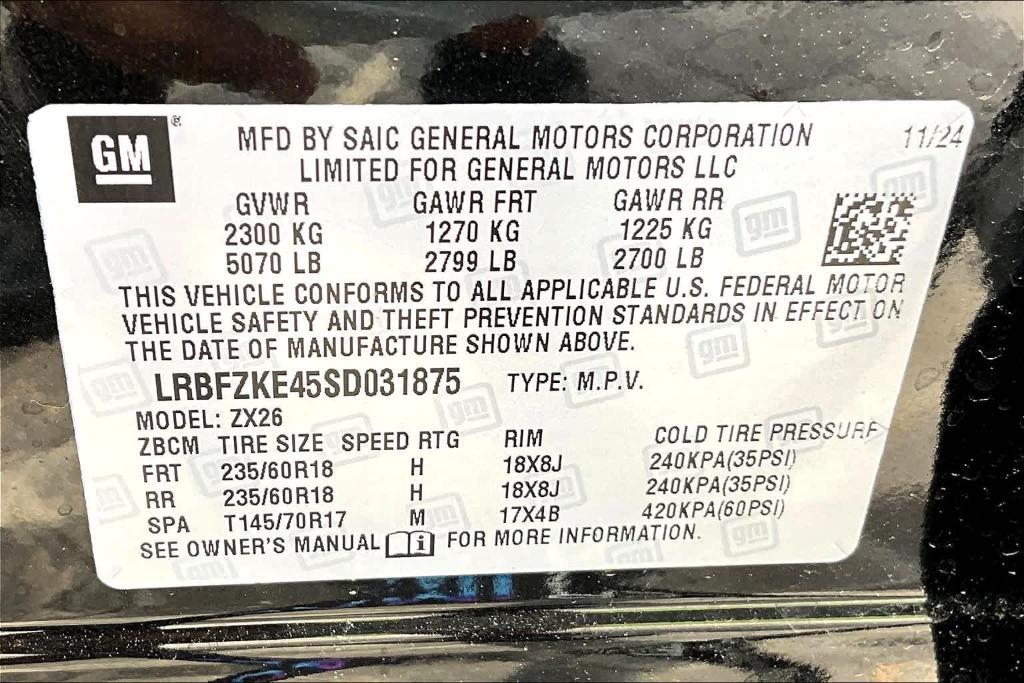 GM ®
MFD BY SAIC GENERAL MOTORS CORPORATION 11/24
LIMITED FOR GENERAL MOTORS LLC
GVWR GAWR FRT GAWR RR
2300 KG 1270 KG 1225 KG
5070 LB 2799 LB 2700 LB
THIS VEHICLE CONFORMS TO ALL APPLICABLE U.S. FEDERAL MOTOR
VEHICLE SAFETY AND THEFT PREVENTION STANDARDS IN EFFECT ON
THE DATE OF MANUFACTURE SHOWN ABOVE.
LRBFZKE45SD031875 TYPE: M.P.V.
MODEL: ZX26
ZBCM TIRE SIZE SPEED RTG RIM COLD TIRE PRESSURE
FRT 235/60R18 H 18X8J 240KPA(35PSI)
RR 235/60R18 H 18X8J 240KPA(35PSI)
SPA T145/70R17 M 17X4B 420KPA(60PSI)
SEE OWNER'S MANUAL i FOR MORE INFORMATION.